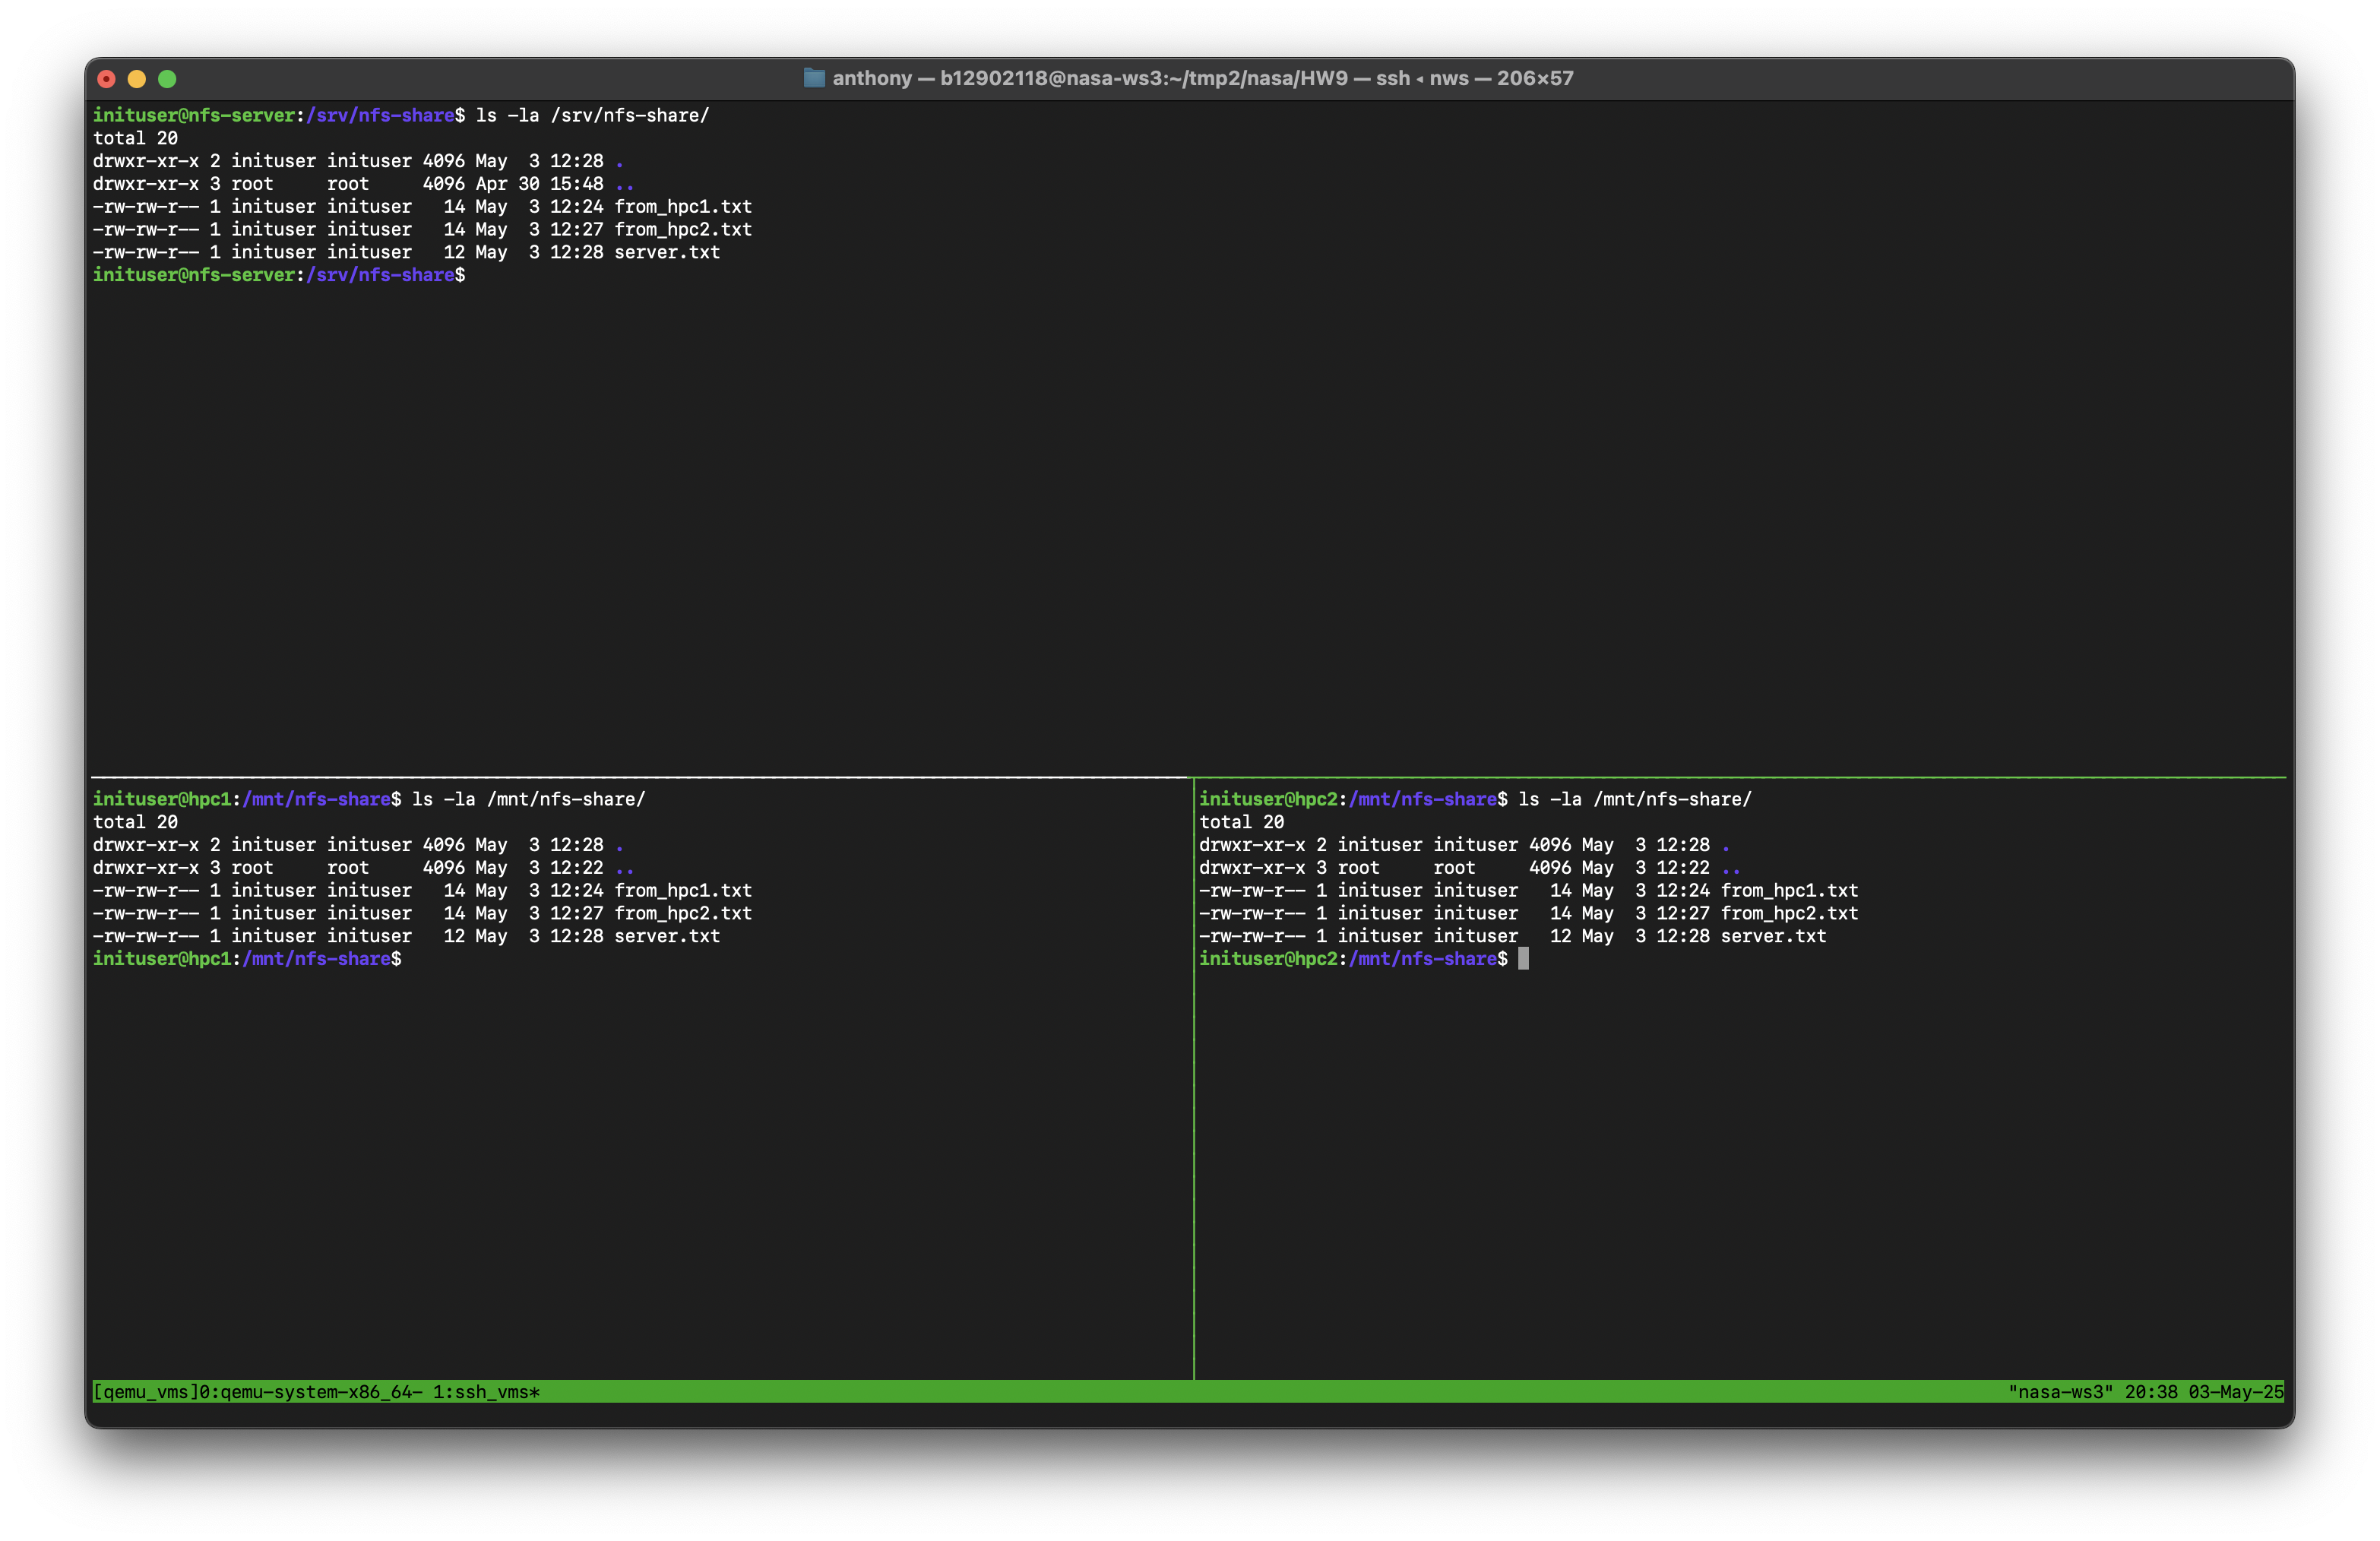 anthony — b12902118@nasa-ws3:~/tmp2/nasa/HW9 — ssh ◂ nws — 206×57
inituser@nfs-server:/srv/nfs-share$ ls -la /srv/nfs-share/
total 20
drwxr-xr-x 2 inituser inituser 4096 May  3 12:28 .
drwxr-xr-x 3 root     root     4096 Apr 30 15:48 ..
-rw-rw-r-- 1 inituser inituser   14 May  3 12:24 from_hpc1.txt
-rw-rw-r-- 1 inituser inituser   14 May  3 12:27 from_hpc2.txt
-rw-rw-r-- 1 inituser inituser   12 May  3 12:28 server.txt
inituser@nfs-server:/srv/nfs-share$
inituser@hpc1:/mnt/nfs-share$ ls -la /mnt/nfs-share/
total 20
drwxr-xr-x 2 inituser inituser 4096 May  3 12:28 .
drwxr-xr-x 3 root     root     4096 May  3 12:22 ..
-rw-rw-r-- 1 inituser inituser   14 May  3 12:24 from_hpc1.txt
-rw-rw-r-- 1 inituser inituser   14 May  3 12:27 from_hpc2.txt
-rw-rw-r-- 1 inituser inituser   12 May  3 12:28 server.txt
inituser@hpc1:/mnt/nfs-share$
inituser@hpc2:/mnt/nfs-share$ ls -la /mnt/nfs-share/
total 20
drwxr-xr-x 2 inituser inituser 4096 May  3 12:28 .
drwxr-xr-x 3 root     root     4096 May  3 12:22 ..
-rw-rw-r-- 1 inituser inituser   14 May  3 12:24 from_hpc1.txt
-rw-rw-r-- 1 inituser inituser   14 May  3 12:27 from_hpc2.txt
-rw-rw-r-- 1 inituser inituser   12 May  3 12:28 server.txt
inituser@hpc2:/mnt/nfs-share$
[qemu_vms]0:qemu-system-x86_64- 1:ssh_vms* "nasa-ws3" 20:38 03-May-25